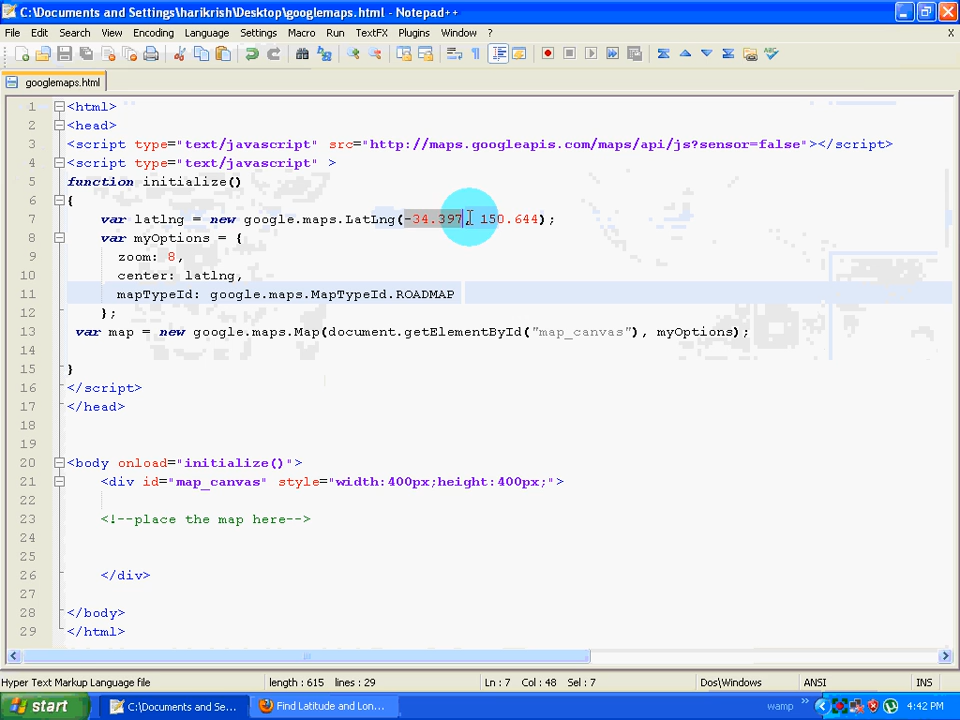 C:\Documents and Settings\harikrish\Desktop\googlemaps.html - Notepad++
File Edit Search View Encoding Language Settings Macro Run TextFX Plugins Window ? X
googlemaps.html
1 <html>
2 <head>
3 <script type="text/javascript" src="http://maps.googleapis.com/maps/api/js?sensor=false"></script>
4 <script type="text/javascript" >
5 function initialize()
6 {
7 var latlng = new google.maps.LatLng(-34.397, 150.644);
8 var myOptions = {
9 zoom: 8,
10 center: latlng,
11 mapTypeId: google.maps.MapTypeId.ROADMAP
12 };
13 var map = new google.maps.Map(document.getElementById("map_canvas"), myOptions);
14
15 }
16 </script>
17 </head>
18
19
20 <body onload="initialize()">
21 <div id="map_canvas" style="width:400px;height:400px;">
22
23 <!--place the map here-->
24
25
26 </div>
27
28 </body>
29 </html>
Hyper Text Markup Language file length : 615 lines : 29 Ln : 7 Col : 48 Sel : 7 Dos\Windows ANSI INS
start C:\Documents and S... Find Latitude and Lon... wamp » 4:42 PM